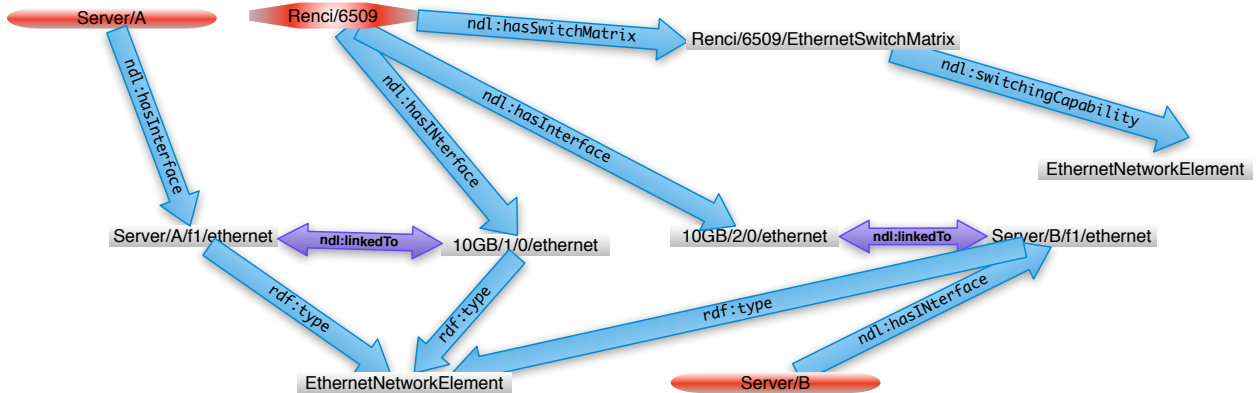 Server/A
Renci/6509
ndl:hasSwitchMatrix
Renci/6509/EthernetSwitchMatrix
ndl:hasInterface
ndl:hasINterface
ndl:hasInterface
ndl:switchingCapability
EthernetNetworkElement
Server/A/f1/ethernet
ndl:linkedTo
10GB/1/0/ethernet
10GB/2/0/ethernet
ndl:linkedTo
Server/B/f1/ethernet
rdf:type
rdf:type
rdf:type
ndl:hasINterface
EthernetNetworkElement
Server/B